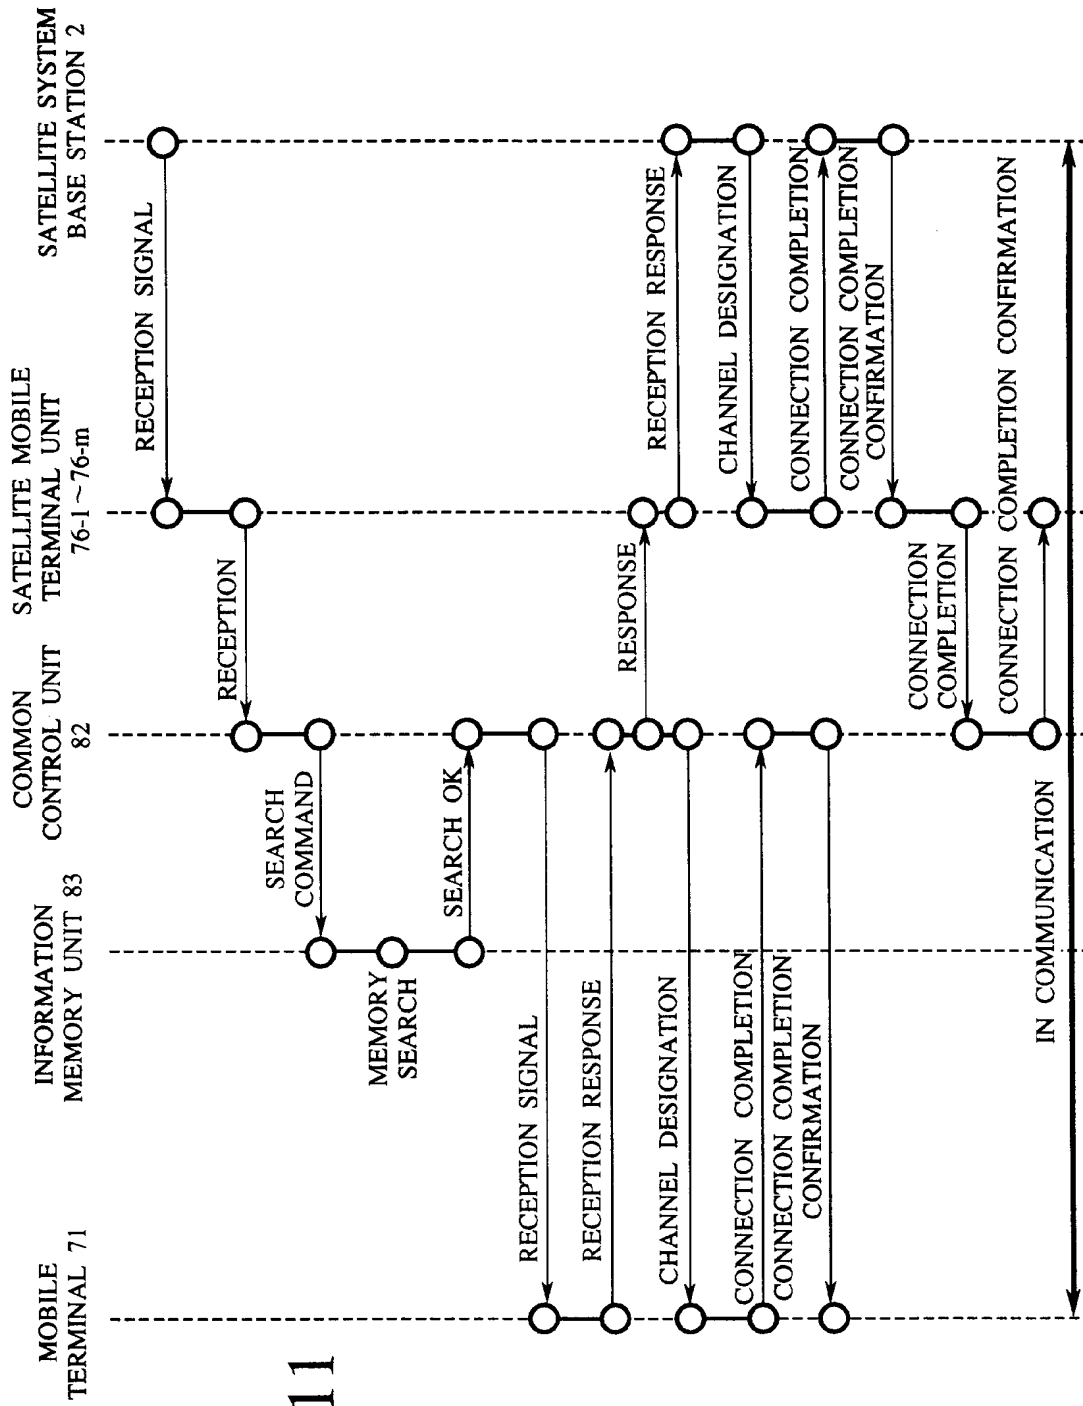 MOBILE
TERMINAL 71
INFORMATION
MEMORY UNIT 83
COMMON
CONTROL UNIT
82
SATELLITE MOBILE
TERMINAL UNIT
76-1~76-m
SATELLITE SYSTEM
BASE STATION 2
RECEPTION SIGNAL
RECEPTION
SEARCH
COMMAND
MEMORY
SEARCH
SEARCH OK
RECEPTION SIGNAL
RECEPTION RESPONSE
RESPONSE
RECEPTION RESPONSE
CHANNEL DESIGNATION
CHANNEL DESIGNATION
CONNECTION COMPLETION
CONNECTION COMPLETION
CONNECTION COMPLETION
CONFIRMATION
CONNECTION COMPLETION
CONFIRMATION
CONNECTION
COMPLETION
CONNECTION COMPLETION CONFIRMATION
IN COMMUNICATION
11